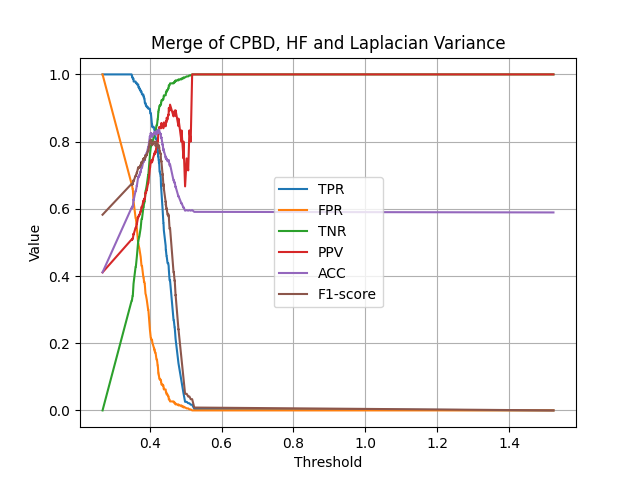 Merge of CPBD, HF and Laplacian Variance
1.0
0.8
0.6
0.4
0.2
0.0
Value
TPR
FPR
TNR
PPV
ACC
F1-score
0.4 0.6 0.8 1.0 1.2 1.4
Threshold